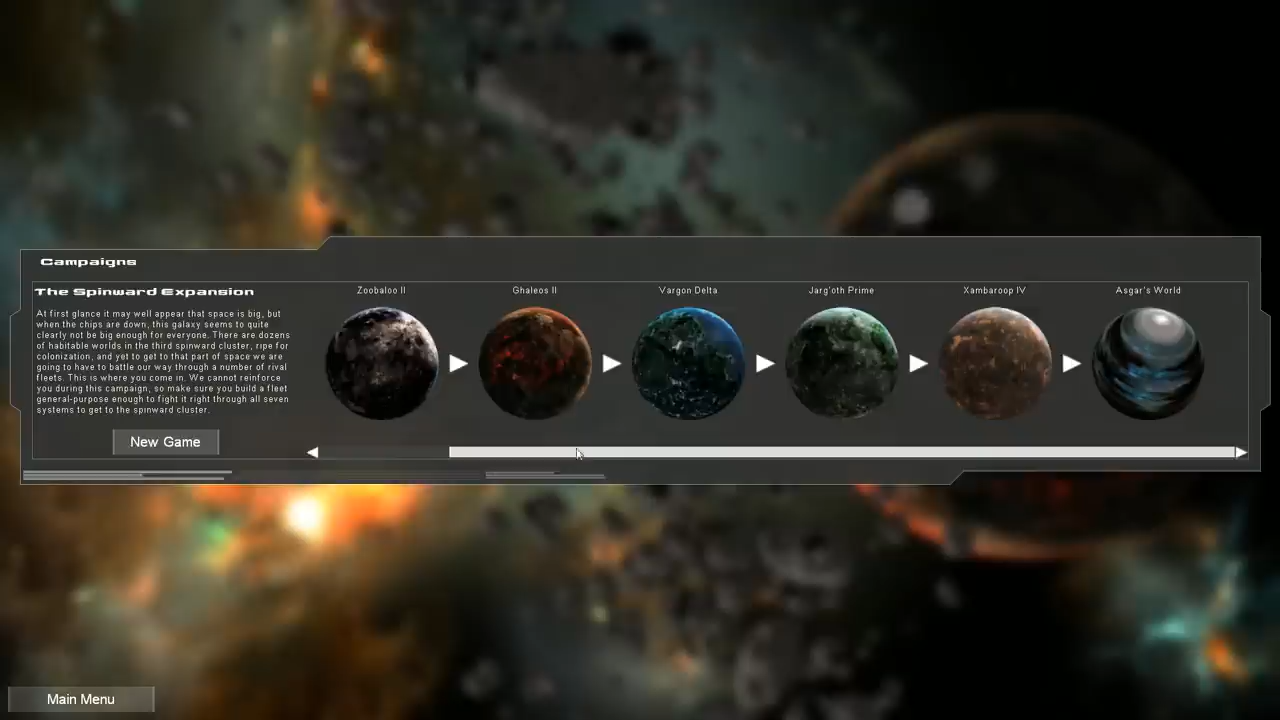 Campaigns
The Spinward Expansion
At first glance it may well appear that space is big, but
when the chips are down, this galaxy seems to quite
clearly not be big enough for everyone. There are dozens
of habitable worlds in the third spinward cluster, ripe for
colonization, and yet to get to that part of space we are
going to have to battle our way through a number of rival
fleets. This is where you come in. We cannot reinforce
you during this campaign, so make sure you build a fleet
general-purpose enough to fight it right through all seven
systems to get to the spinward cluster.
New Game
Zoobaloo II
Ghaleos II
Vargon Delta
Jarg'oth Prime
Xambaroop IV
Asgar's World
Main Menu